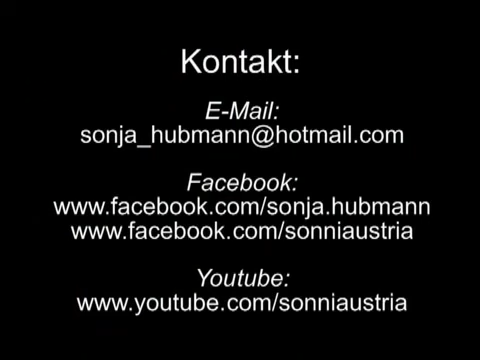 Kontakt:
E-Mail:
sonja_hubmann@hotmail.com
Facebook:
www.facebook.com/sonja.hubmann
www.facebook.com/sonniaustria
Youtube:
www.youtube.com/sonniaustria